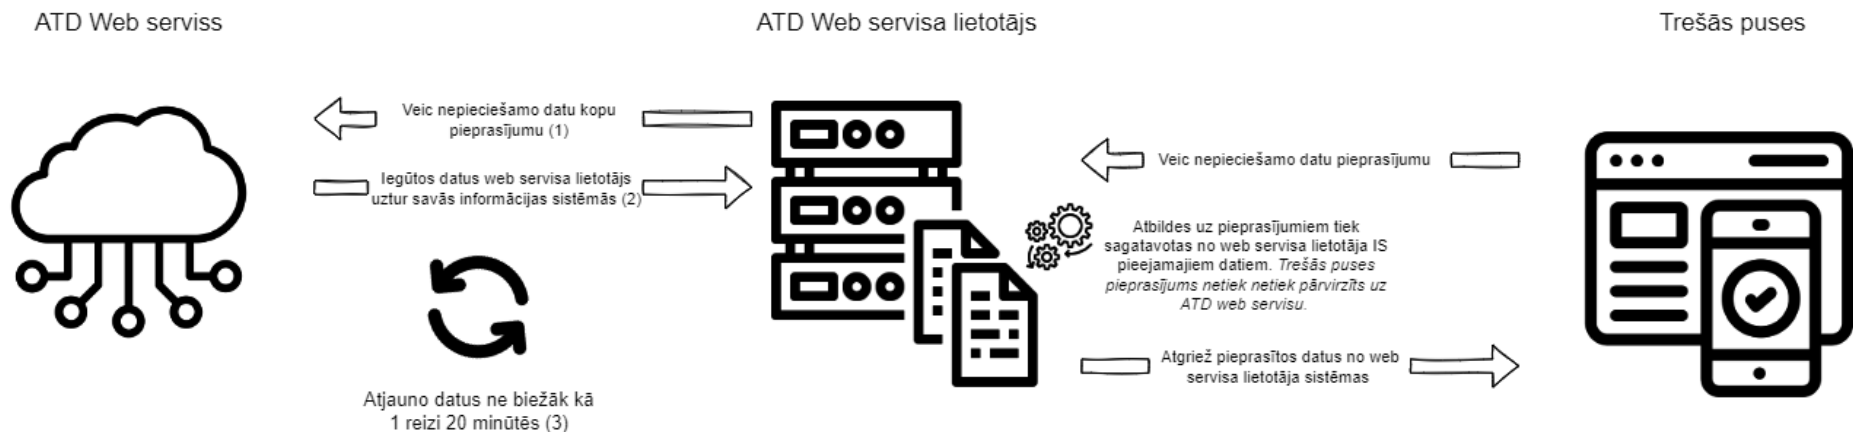 ATD Web serviss
ATD Web servisa lietotājs
Trešās puses
Veic nepieciešamo datu kopu
pieprasījumu (1)
Iegūtos datus web servisa lietotājs
uztur savās informācijas sistēmās (2)
Atjauno datus ne biežāk kā
1 reizi 20 minūtēs (3)
Veic nepieciešamo datu pieprasījumu
Atbildes uz pieprasījumiem tiek
sagatavotas no web servisa lietotāja IS
pieejamajiem datiem. Trešās puses
pieprasījums netiek netiek pārvirzīts uz
ATD web servisu.
Atgriež pieprasītos datus no web
servisa lietotāja sistēmas